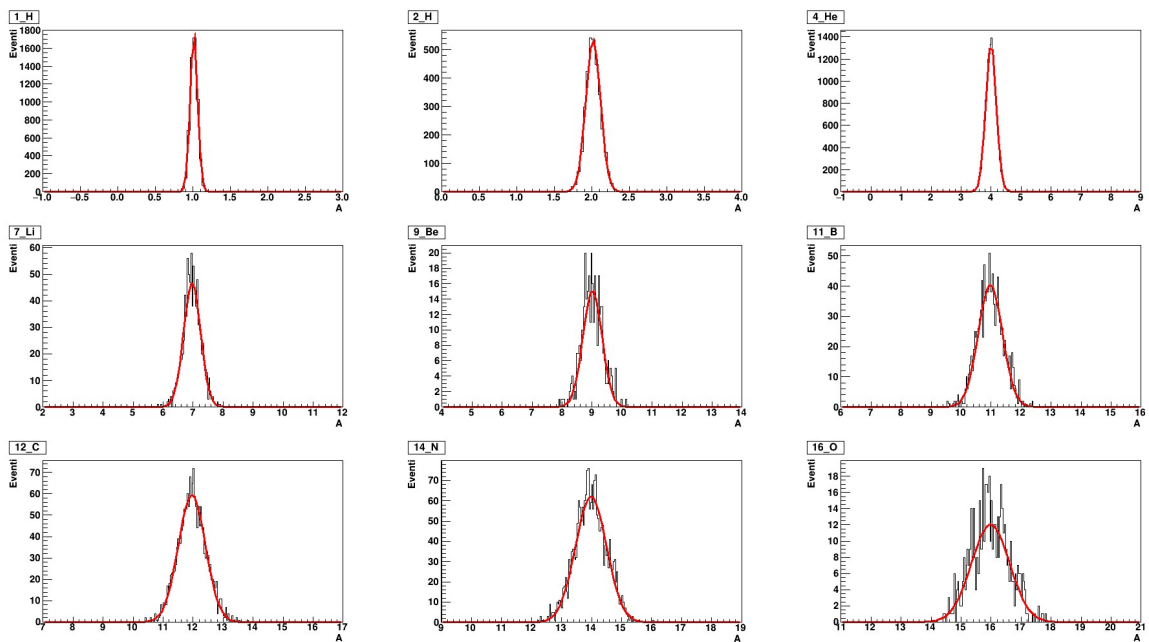 1_H
Eventi
1800
1600
1400
1200
1000
800
600
400
200
0
−1.0 −0.5 0.0 0.5 1.0 1.5 2.0 2.5 3.0
A
2_H
Eventi
500
400
300
200
100
0
0.0 0.5 1.0 1.5 2.0 2.5 3.0 3.5 4.0
A
4_He
Eventi
1400
1200
1000
800
600
400
200
0
−1 0 1 2 3 4 5 6 7 8 9
A
7_Li
Eventi
60
50
40
30
20
10
0
2 3 4 5 6 7 8 9 10 11 12
A
9_Be
Eventi
20
18
16
14
12
10
8
6
4
2
0
4 5 6 7 8 9 10 11 12 13 14
A
11_B
Eventi
50
40
30
20
10
0
6 7 8 9 10 11 12 13 14 15 16
A
12_C
Eventi
70
60
50
40
30
20
10
0
7 8 9 10 11 12 13 14 15 16 17
A
14_N
Eventi
70
60
50
40
30
20
10
0
9 10 11 12 13 14 15 16 17 18 19
A
16_O
Eventi
18
16
14
12
10
8
6
4
2
0
11 12 13 14 15 16 17 18 19 20 21
A